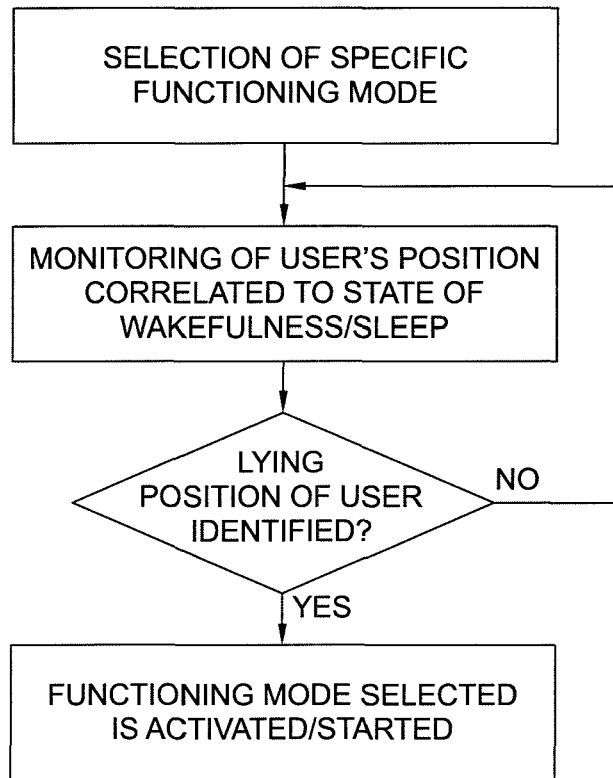 SELECTION OF SPECIFIC
FUNCTIONING MODE
MONITORING OF USER'S POSITION
CORRELATED TO STATE OF
WAKEFULNESS/SLEEP
LYING
POSITION OF USER
IDENTIFIED?
NO
YES
FUNCTIONING MODE SELECTED
IS ACTIVATED/STARTED